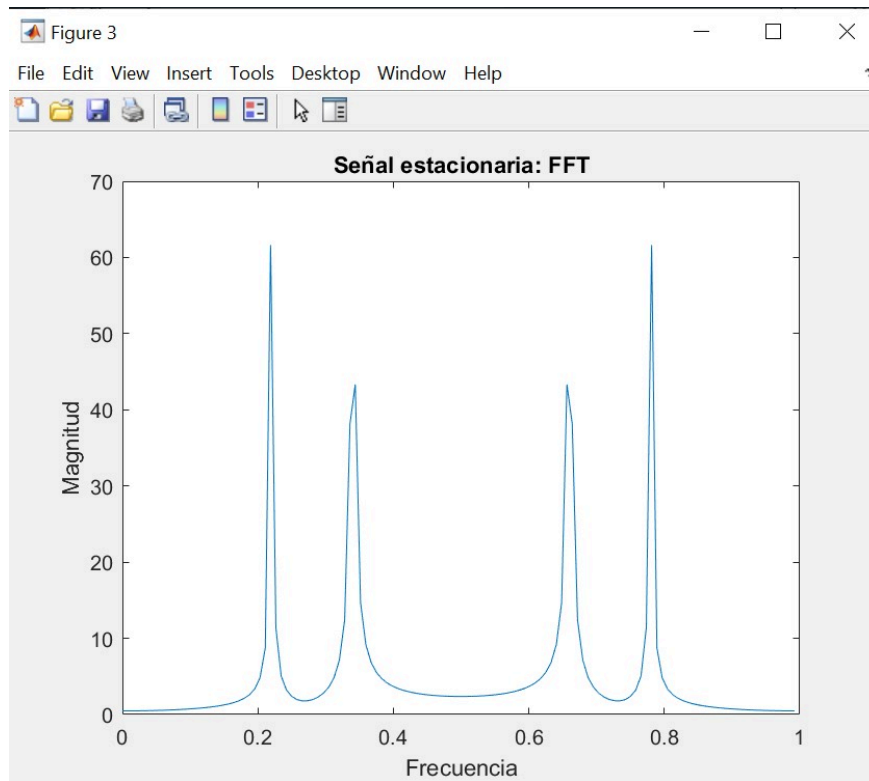 Figure 3
File Edit View Insert Tools Desktop Window Help
Señal estacionaria: FFT
70
60
50
40
30
20
10
0
Magnitud
0 0.2 0.4 0.6 0.8 1
Frecuencia